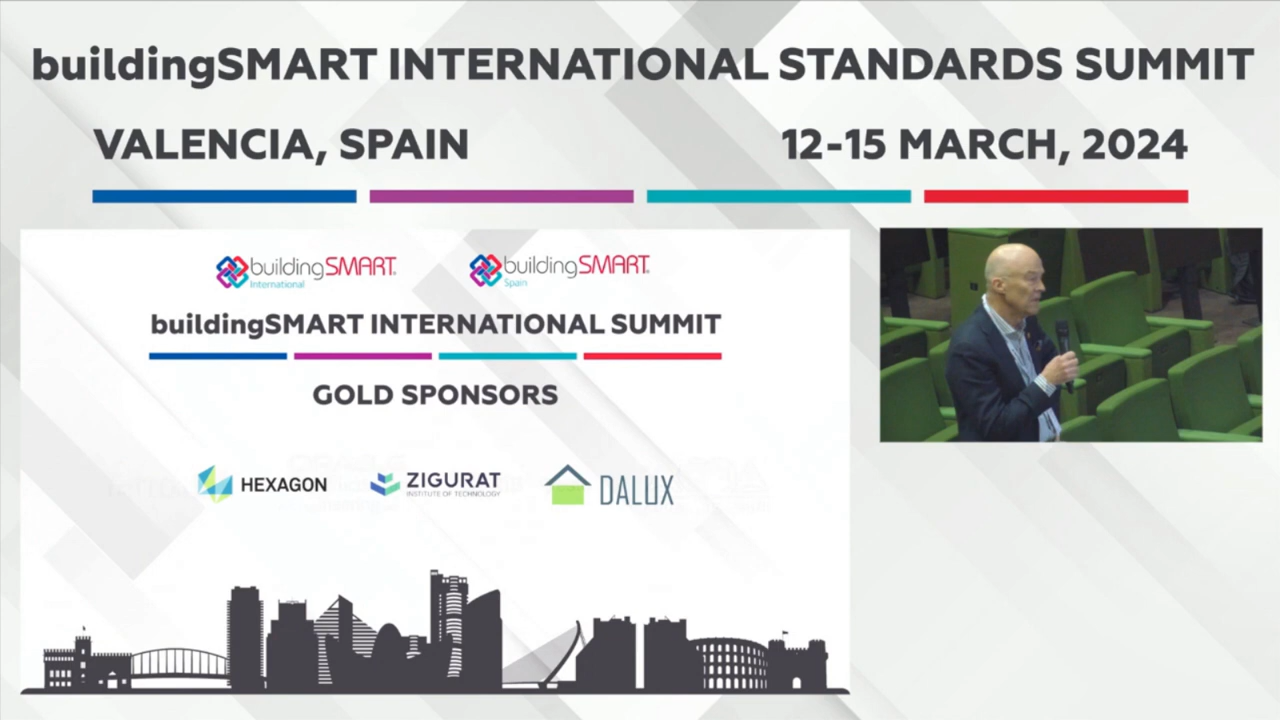 buildingSMART INTERNATIONAL STANDARDS SUMMIT
VALENCIA, SPAIN
12-15 MARCH, 2024
buildingSMART
International
buildingSMART
Spain
buildingSMART INTERNATIONAL SUMMIT
GOLD SPONSORS
HEXAGON
ZIGURAT
INSTITUTE OF TECHNOLOGY
DALUX